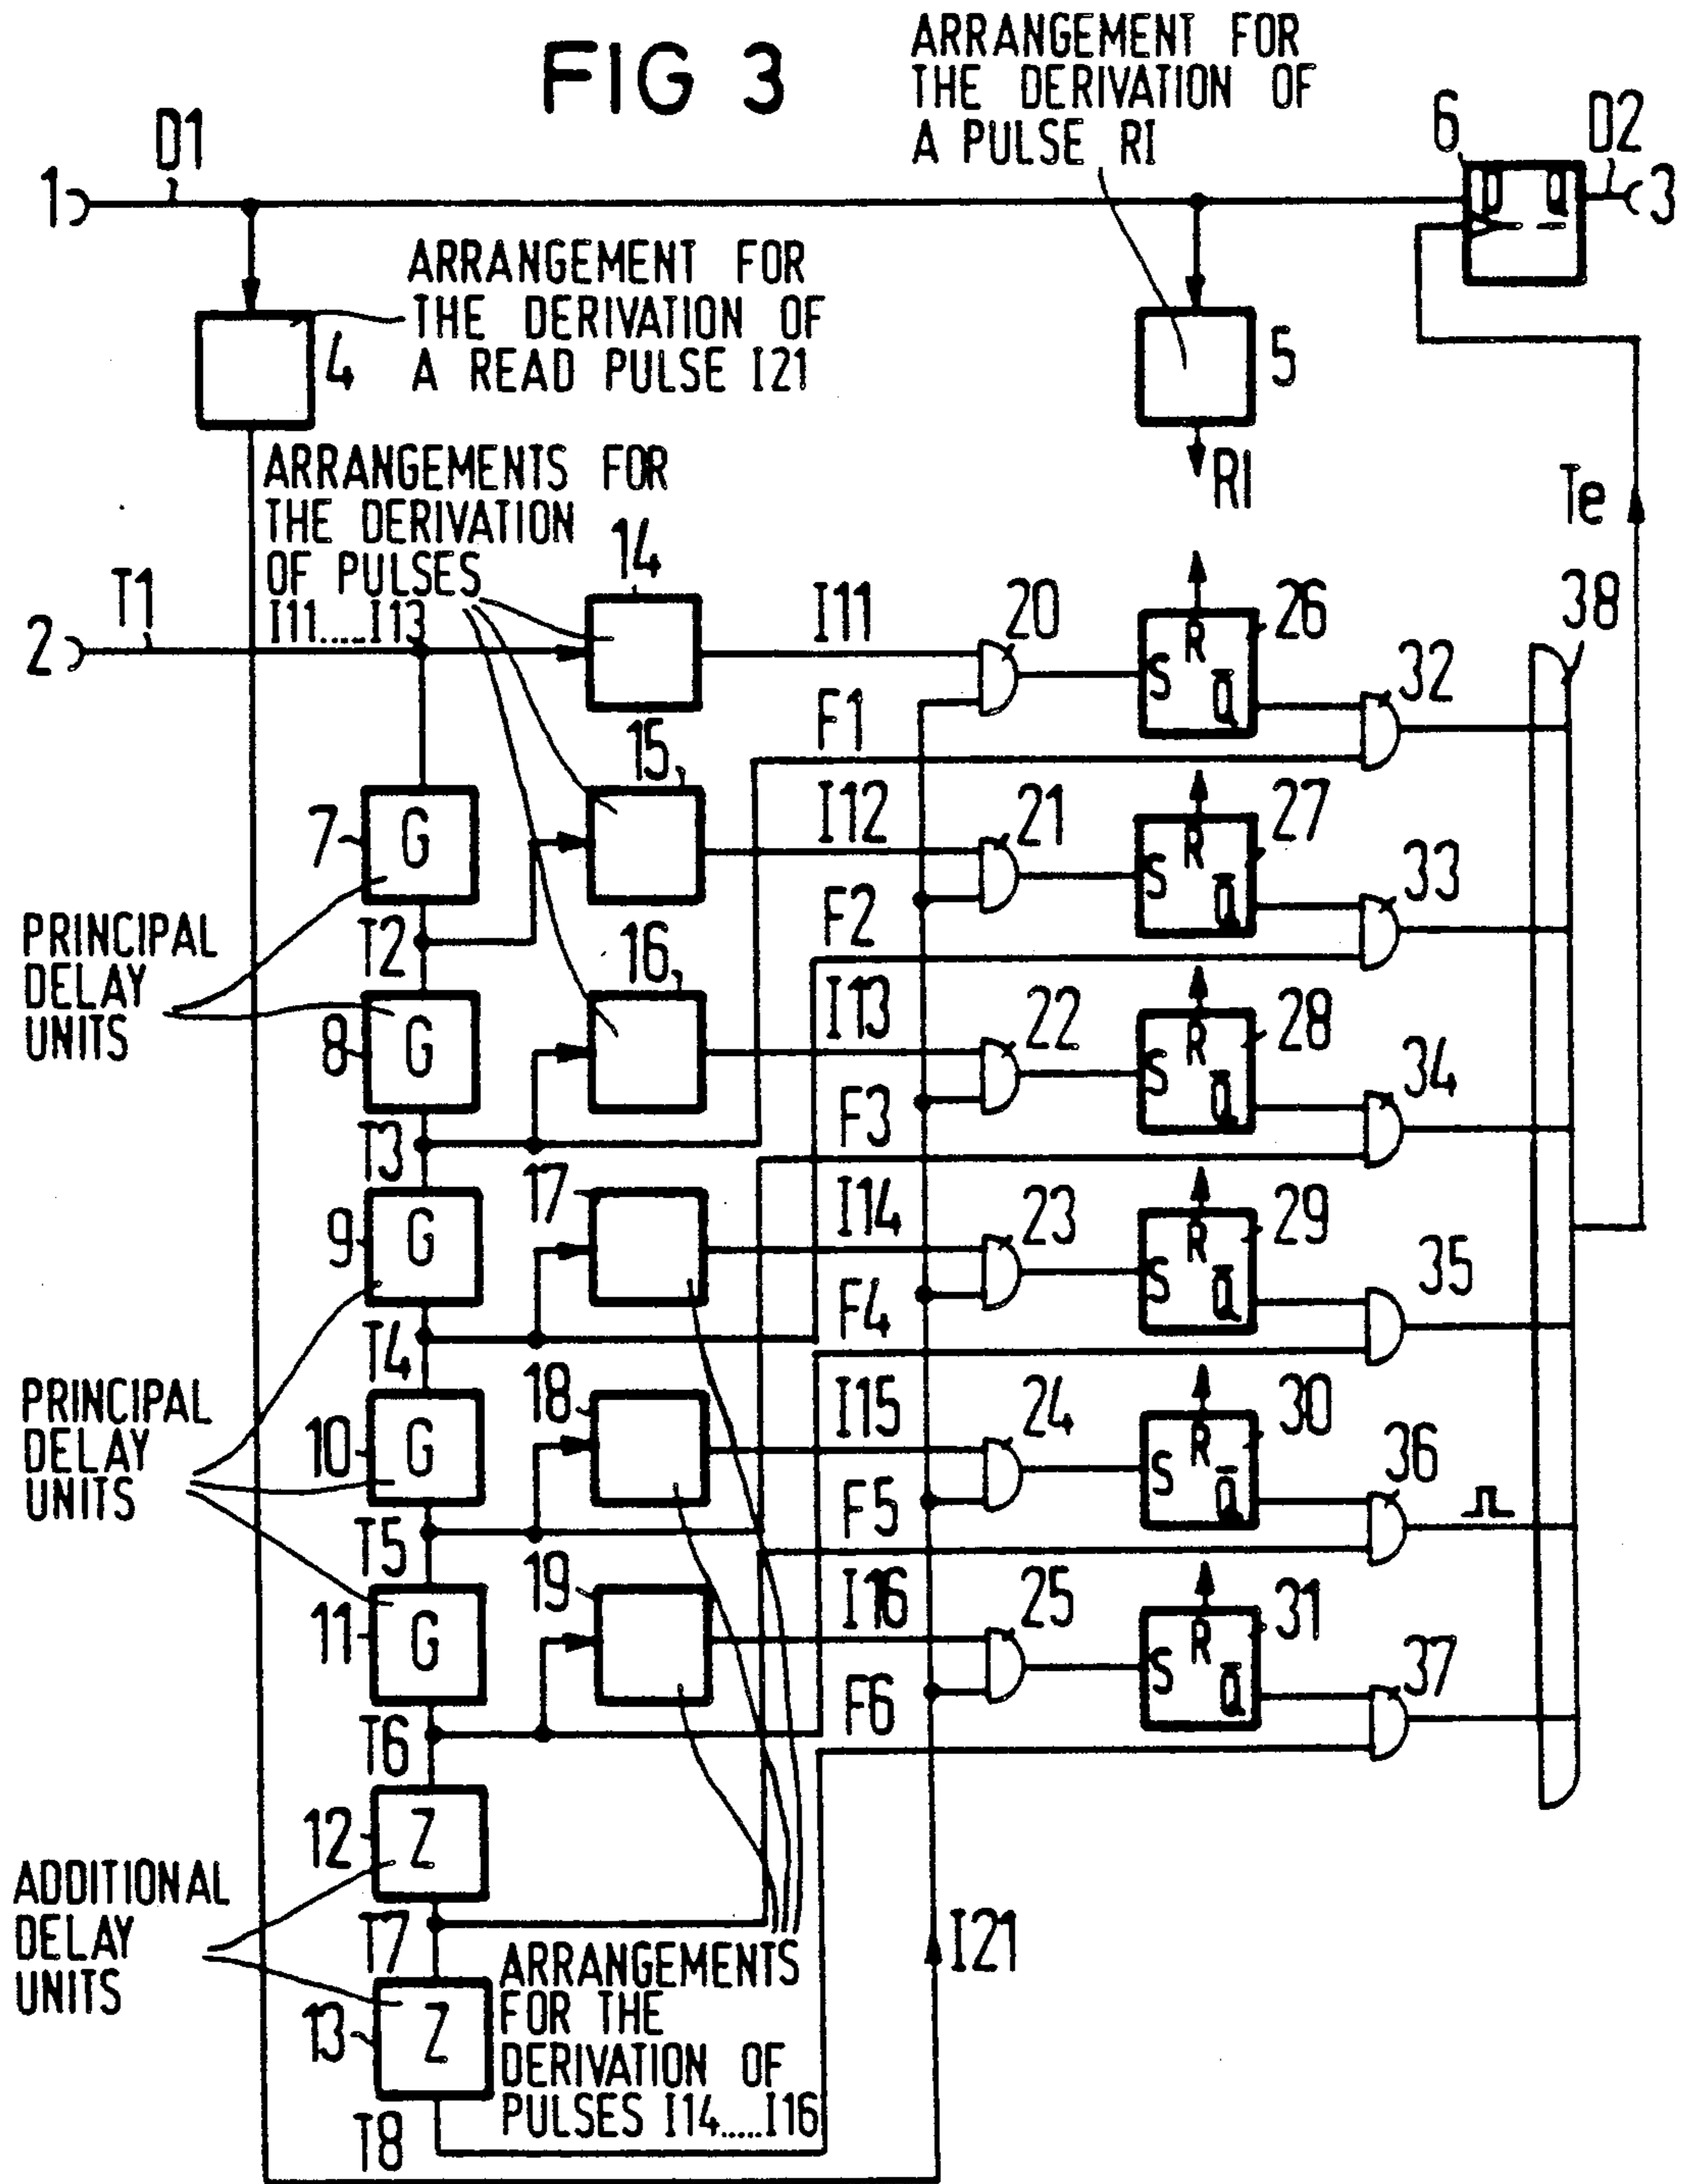 FIG 3
ARRANGEMENT FOR
THE DERIVATION OF
A PULSE RI
D1
1
6
D2
D Q
3
ARRANGEMENT FOR
THE DERIVATION OF
A READ PULSE I21
4
5
RI
Te
ARRANGEMENTS FOR
THE DERIVATION
OF PULSES
I11.....I13
14
T1
2
I11
20
R
S
Q
26
38
32
F1
15
7
G
I12
21
R
S
Q
27
33
PRINCIPAL
DELAY
UNITS
T2
F2
16
8
G
I13
22
R
S
Q
28
34
T3
F3
17
9
G
I14
23
R
S
Q
29
35
T4
F4
PRINCIPAL
DELAY
UNITS
18
10
G
I15
24
R
S
Q
30
36
T5
F5
19
11
G
I16
25
R
S
Q
31
37
T6
F6
12
Z
ADDITIONAL
DELAY
UNITS
T7
I21
13
Z
ARRANGEMENTS
FOR THE
DERIVATION OF
PULSES I14.....I16
T8